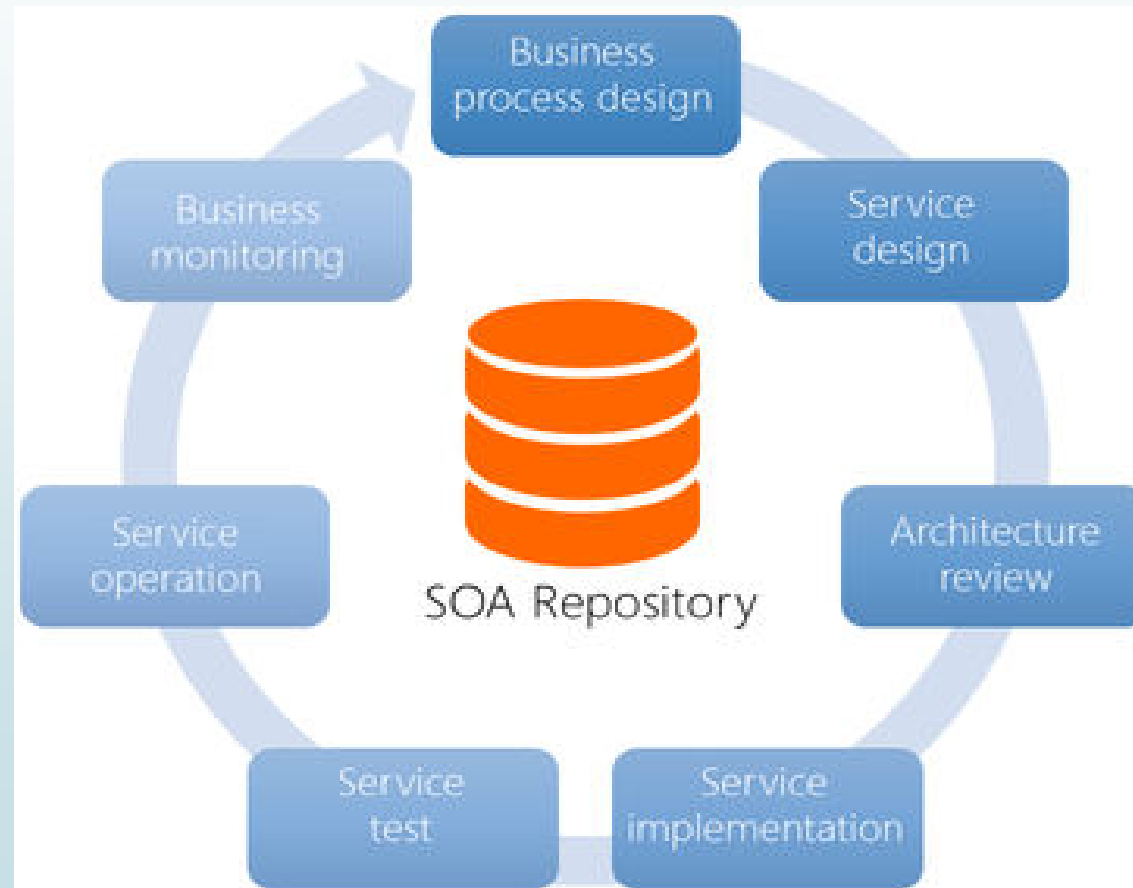 Business
process design
Service
design
Architecture
review
Service
implementation
Service
test
Service
operation
Business
monitoring
SOA Repository